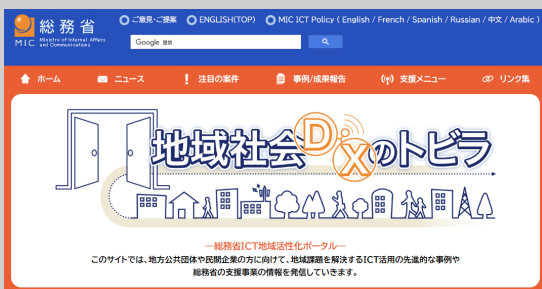 総務省
MIC Ministry of Internal Affairs and Communications
ご意見・ご提案 ENGLISH(TOP) MIC ICT Policy ( English / French / Spanish / Russian / 中文 / Arabic )
Google 提供
ホーム ニュース 注目の案件 事例/成果報告 支援メニュー リンク集
地域社会DXのトビラ
―総務省ICT地域活性化ポータル―
このサイトでは、地方公共団体や民間企業の方に向けて、地域課題を解決するICT活用の先進的な事例や
総務省の支援事業の情報を発信していきます。